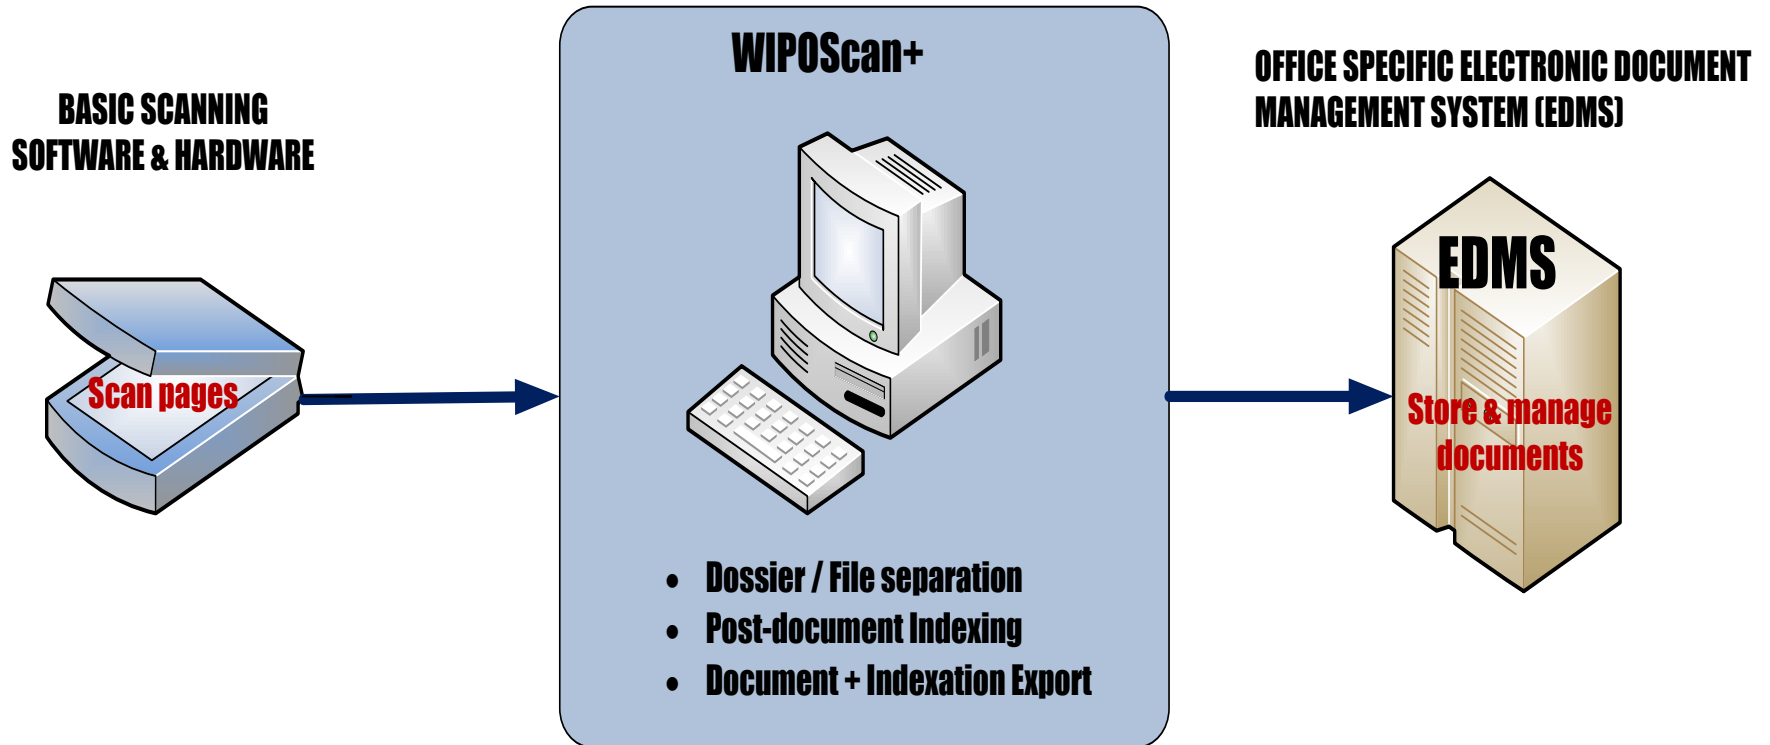 BASIC SCANNING
SOFTWARE & HARDWARE
Scan pages
WIPOScan+
• Dossier / File separation
• Post-document Indexing
• Document + Indexation Export
OFFICE SPECIFIC ELECTRONIC DOCUMENT
MANAGEMENT SYSTEM (EDMS)
EDMS
Store & manage
documents